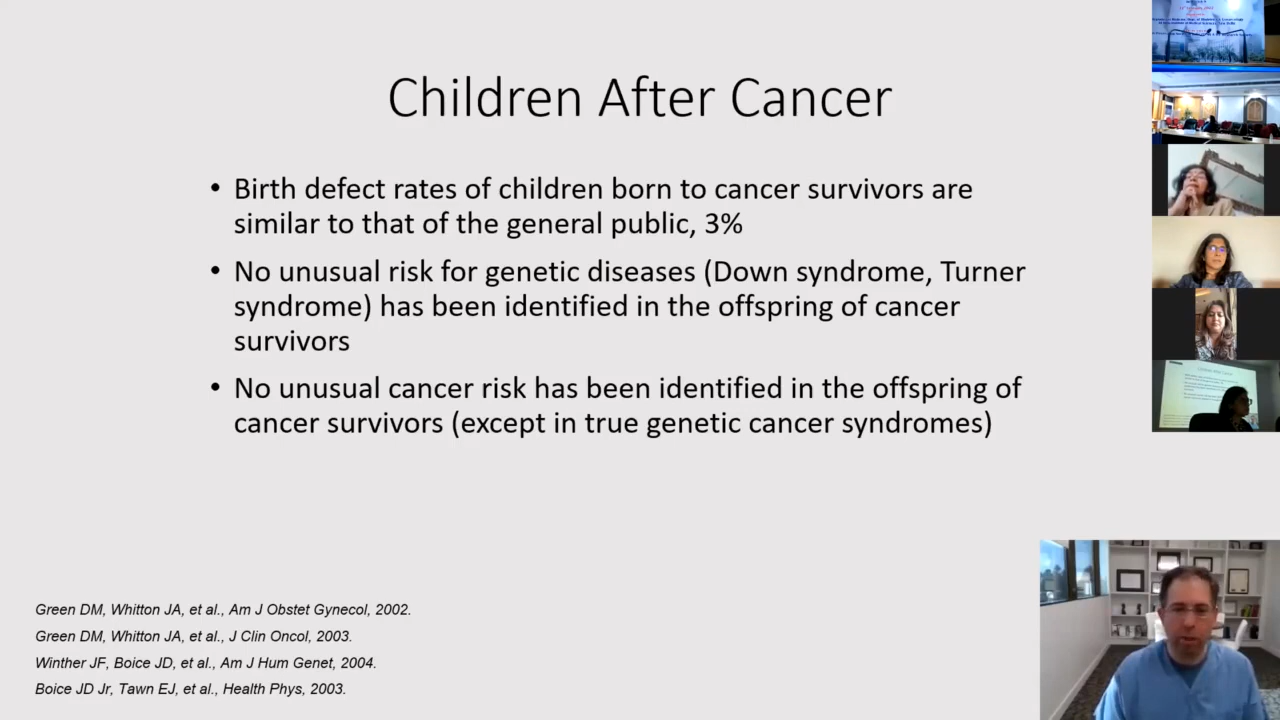 Children After Cancer
• Birth defect rates of children born to cancer survivors are
similar to that of the general public, 3%
• No unusual risk for genetic diseases (Down syndrome, Turner
syndrome) has been identified in the offspring of cancer
survivors
• No unusual cancer risk has been identified in the offspring of
cancer survivors (except in true genetic cancer syndromes)
Green DM, Whitton JA, et al., Am J Obstet Gynecol, 2002.
Green DM, Whitton JA, et al., J Clin Oncol, 2003.
Winther JF, Boice JD, et al., Am J Hum Genet, 2004.
Boice JD Jr, Tawn EJ, et al., Health Phys, 2003.